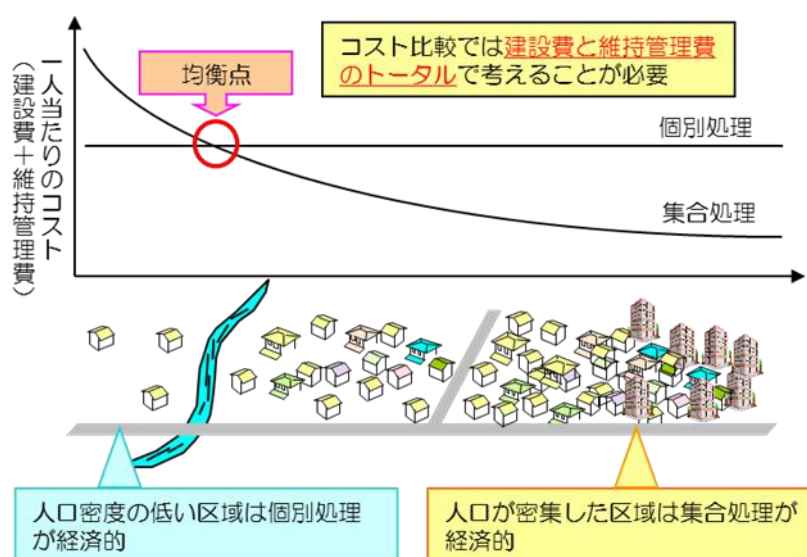 コスト比較では建設費と維持管理費
のトータルで考えることが必要
均衡点
一人当たりのコスト
（建設費＋維持管理費）
個別処理
集合処理
人口密度の低い区域は個別処理
が経済的
人口が密集した区域は集合処理が
経済的